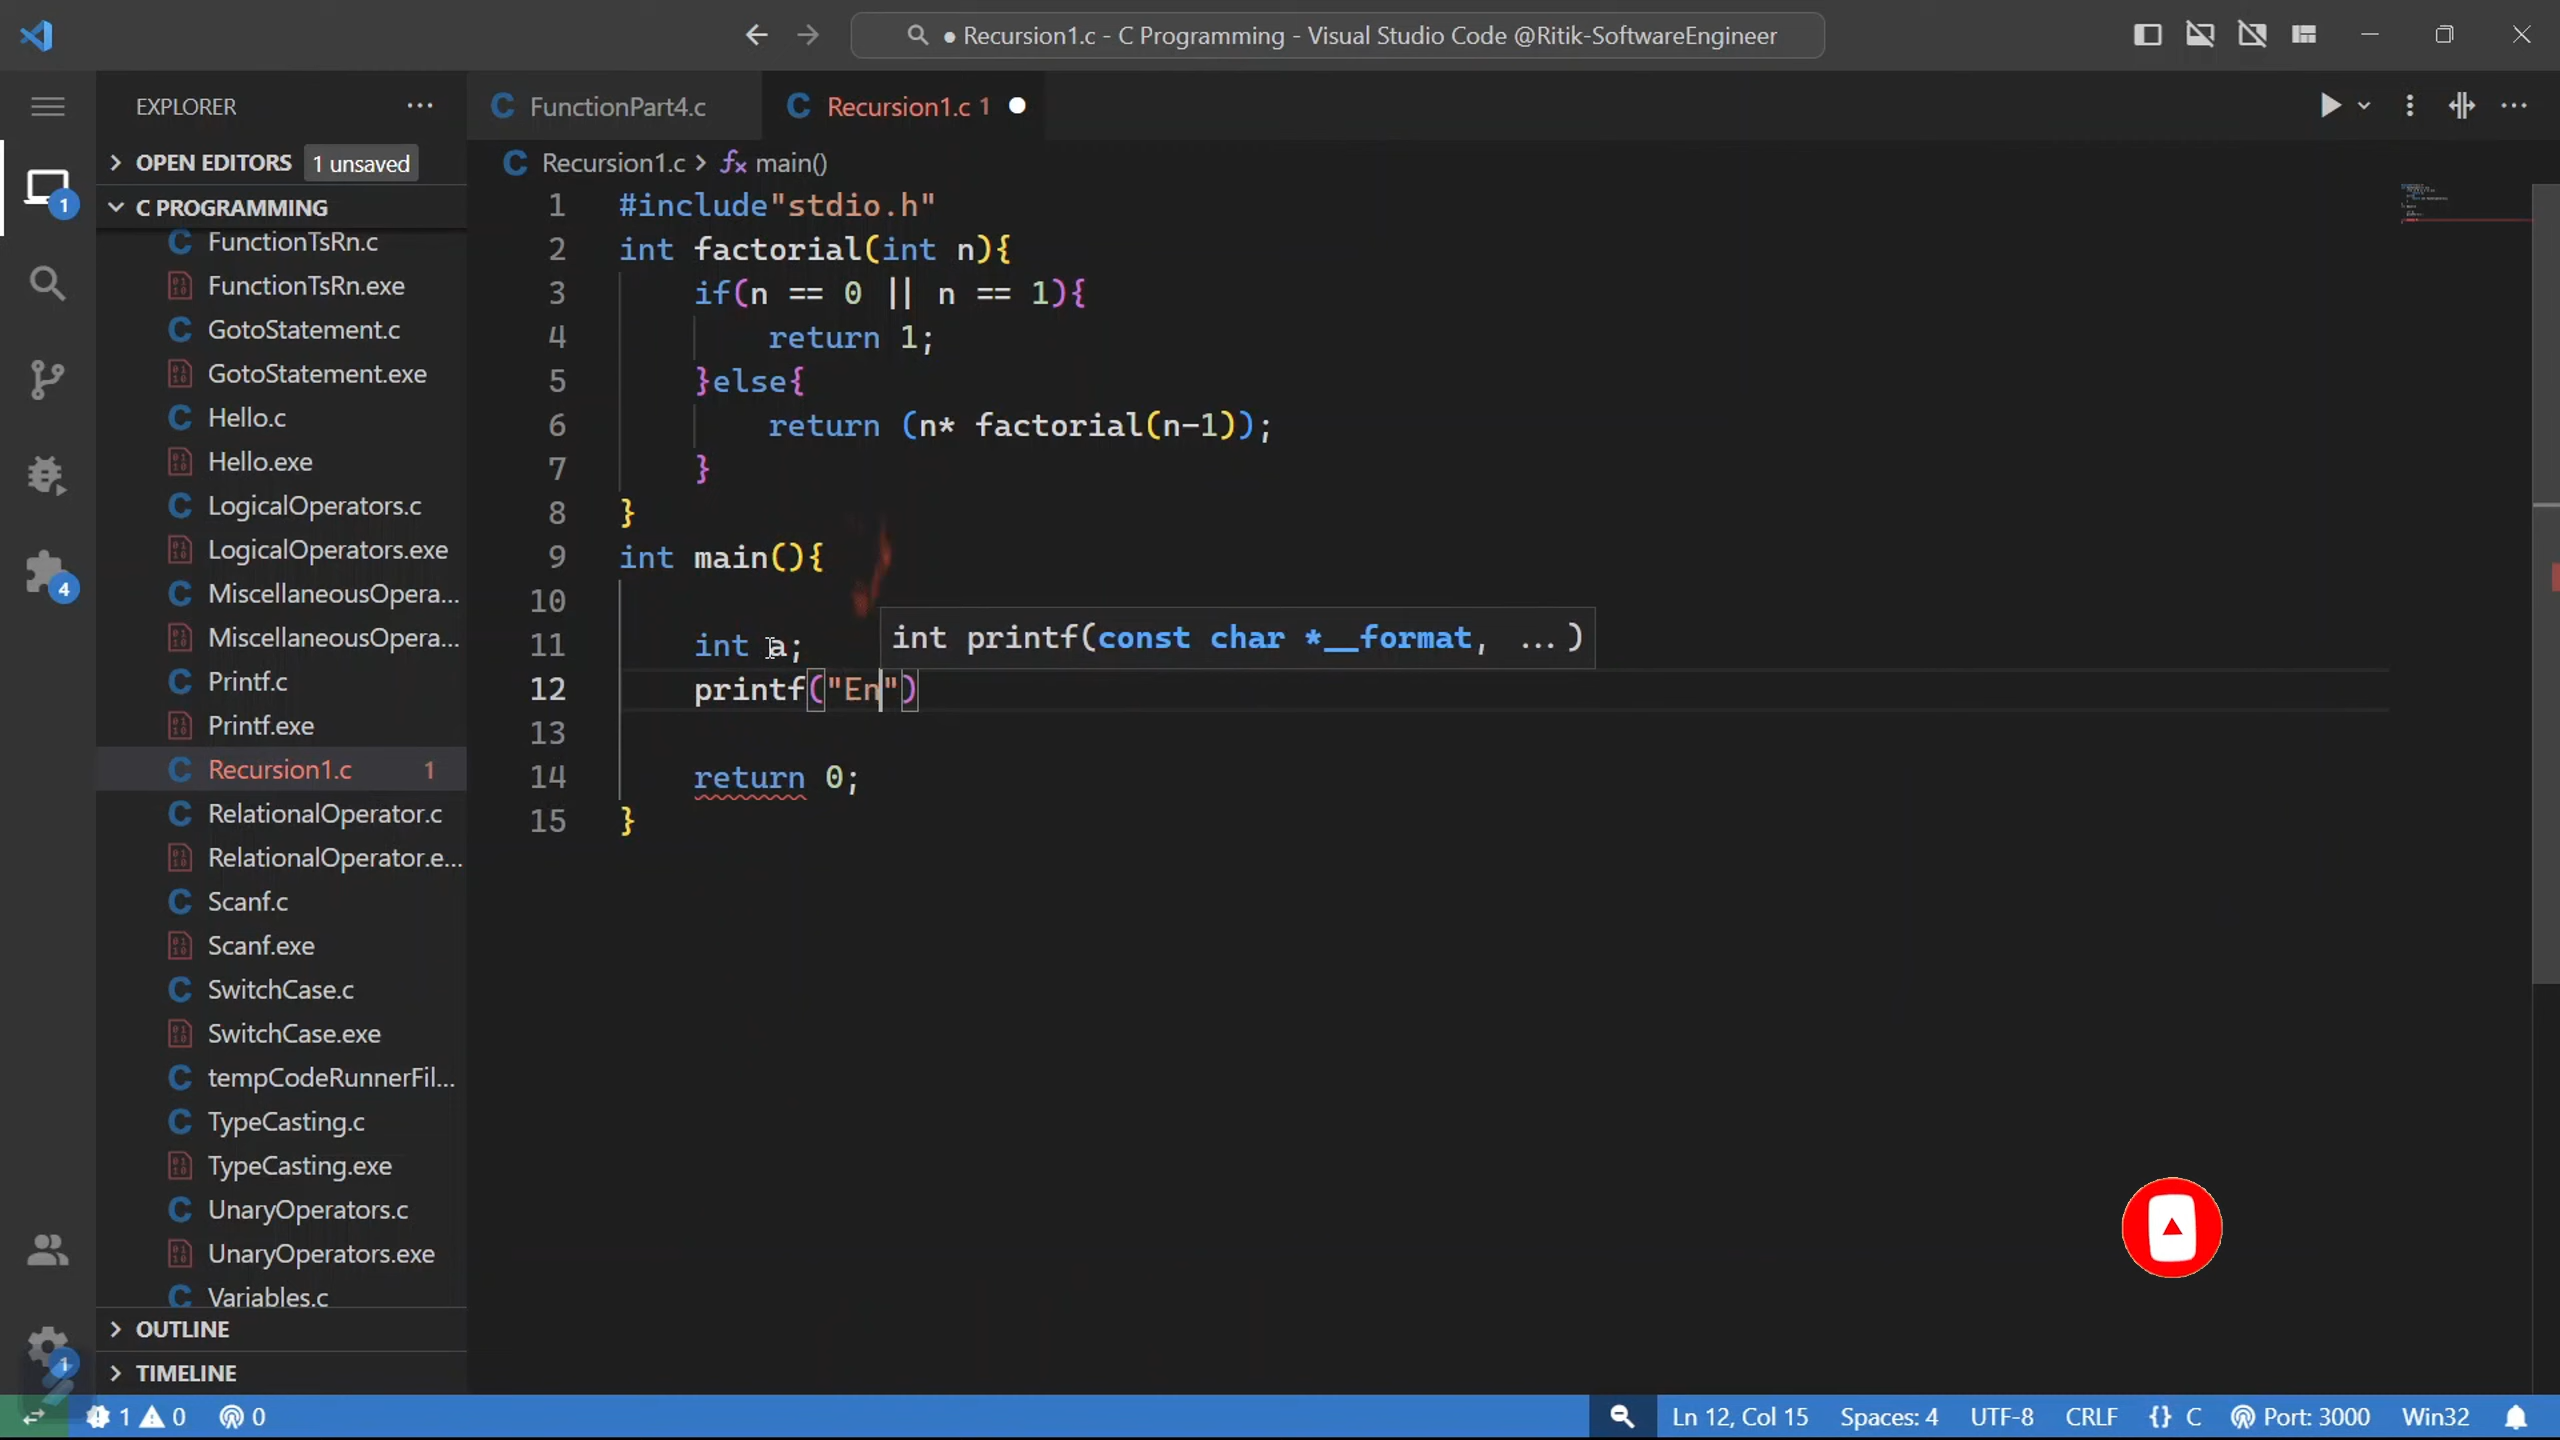 ● Recursion1.c - C Programming - Visual Studio Code @Ritik-SoftwareEngineer
EXPLORER
FunctionPart4.c
Recursion1.c 1
OPEN EDITORS 1 unsaved
Recursion1.c > main()
C PROGRAMMING
FunctionTsRn.c
FunctionTsRn.exe
GotoStatement.c
GotoStatement.exe
Hello.c
Hello.exe
LogicalOperators.c
LogicalOperators.exe
MiscellaneousOpera...
MiscellaneousOpera...
Printf.c
Printf.exe
Recursion1.c 1
RelationalOperator.c
RelationalOperator.e...
Scanf.c
Scanf.exe
SwitchCase.c
SwitchCase.exe
tempCodeRunnerFil...
TypeCasting.c
TypeCasting.exe
UnaryOperators.c
UnaryOperators.exe
Variables.c
OUTLINE
TIMELINE
1
4
1
1 #include"stdio.h"
2 int factorial(int n){
3 if(n == 0 || n == 1){
4 return 1;
5 }else{
6 return (n* factorial(n-1));
7 }
8 }
9 int main(){
10
11 int a;
int printf(const char *__format, ...)
12 printf("En")
13
14 return 0;
15 }
1 0 0
Ln 12, Col 15 Spaces: 4 UTF-8 CRLF {} C Port: 3000 Win32